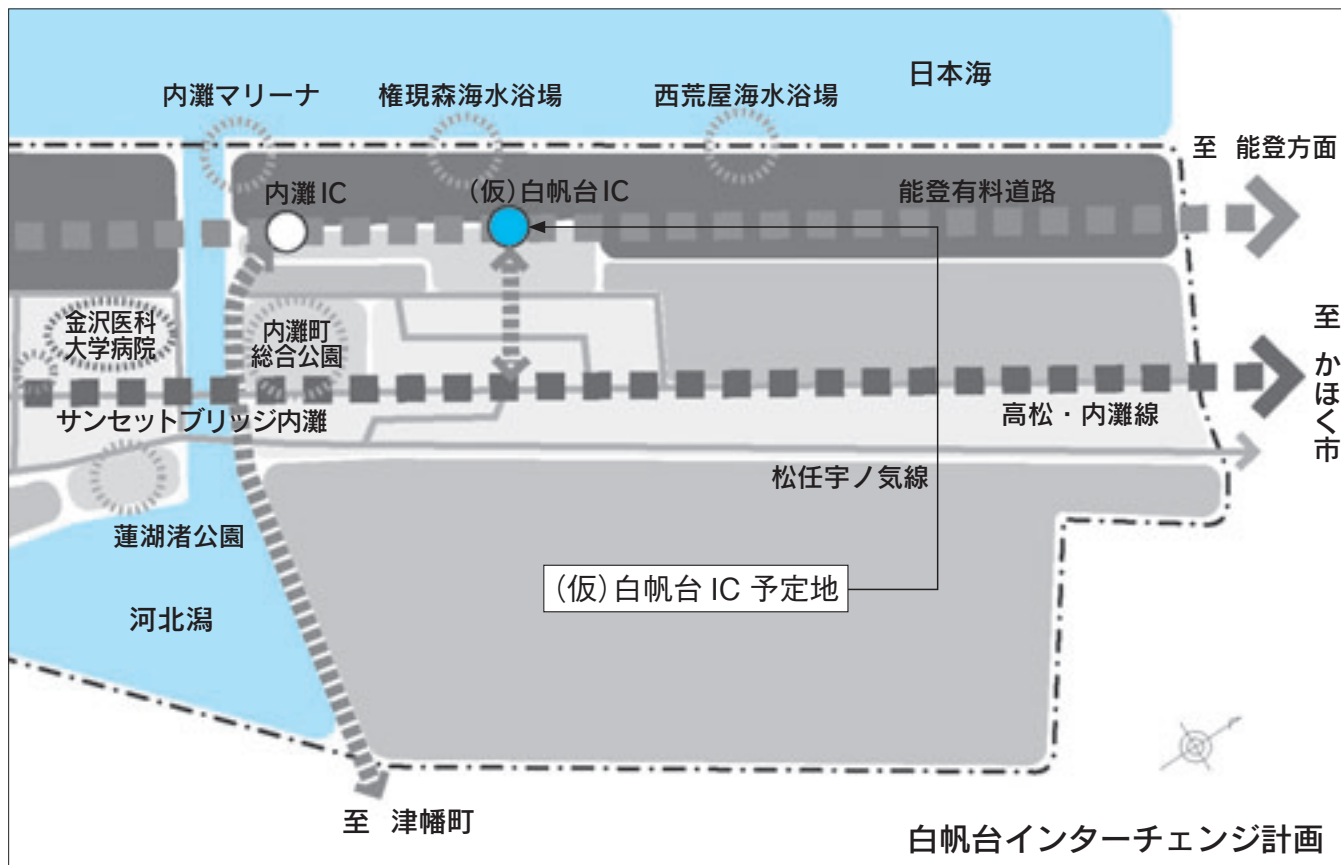 日本海
内灘マリーナ
権現森海水浴場
西荒屋海水浴場
至 能登方面
内灘IC
(仮)白帆台IC
能登有料道路
金沢医科
大学病院
内灘町
総合公園
至 かほく市
サンセットブリッジ内灘
高松・内灘線
松任宇ノ気線
蓮湖渚公園
(仮)白帆台 IC 予定地
河北潟
至 津幡町
白帆台インターチェンジ計画